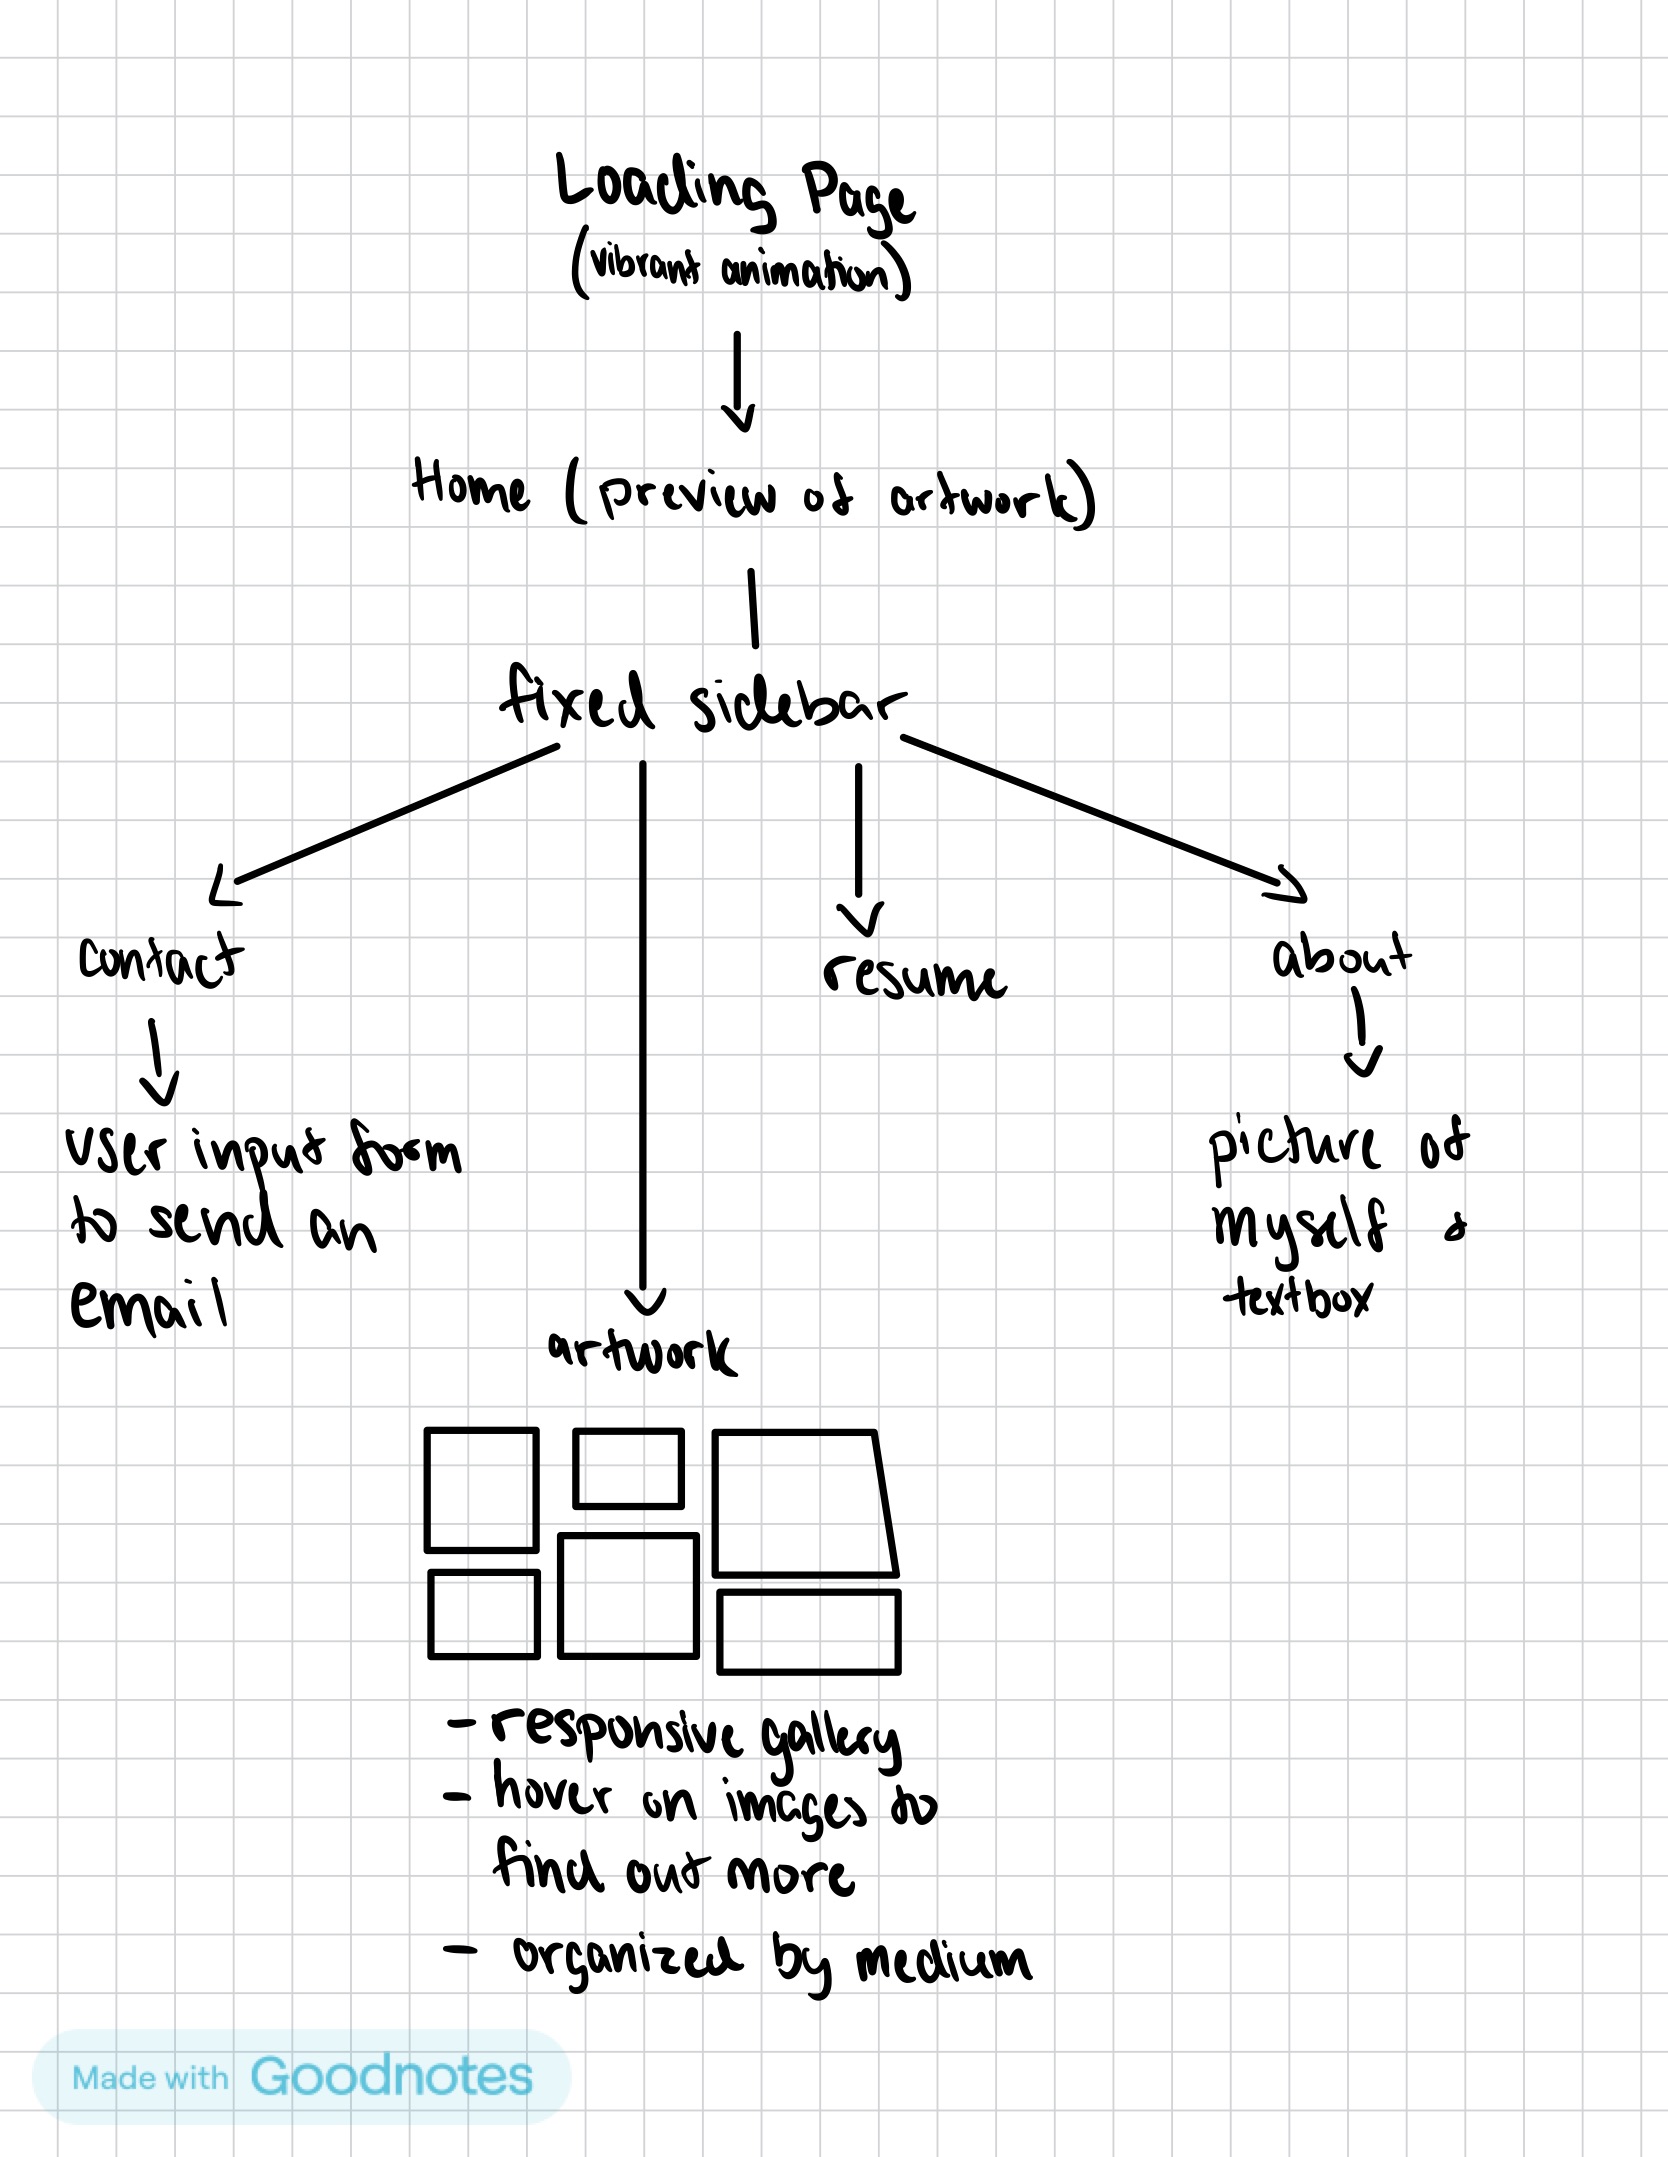 Loading Page
(vibrant animation)
Home (preview of artwork)
fixed sidebar
contact
resume
about
user input form
to send an
email
picture of
myself &
textbox
artwork
- responsive gallery
- hover on images to
find out more
- organized by medium
Made with Goodnotes